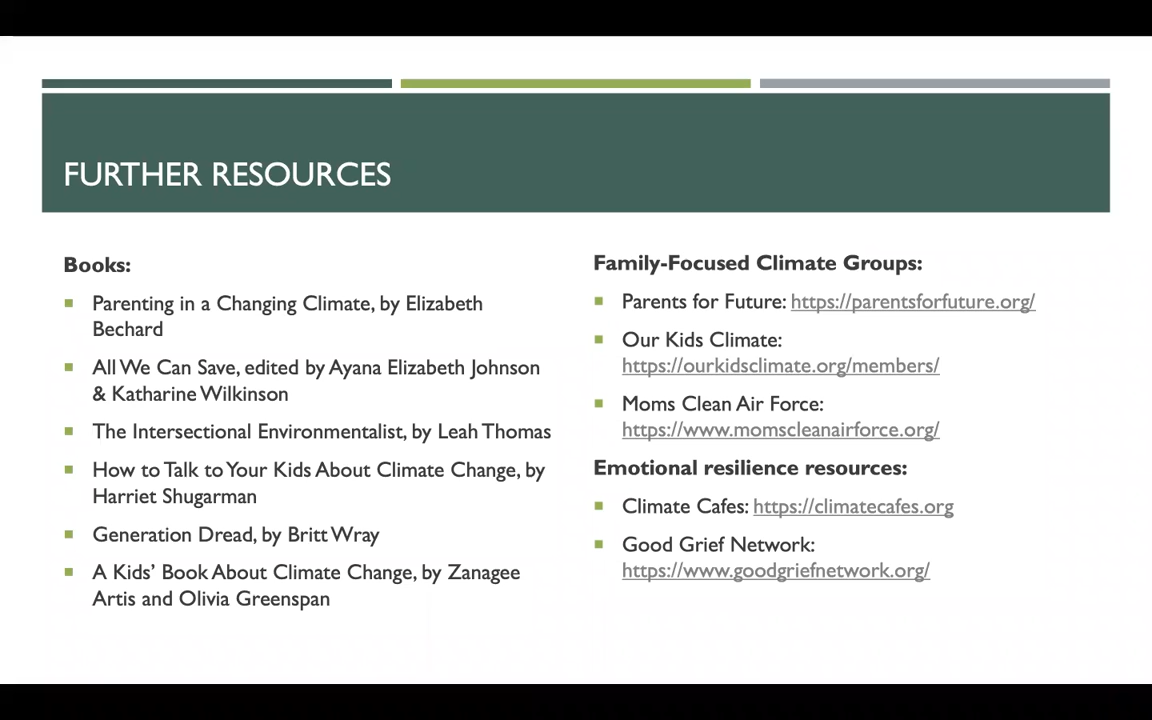 FURTHER RESOURCES
Books:
Parenting in a Changing Climate, by Elizabeth
Bechard
All We Can Save, edited by Ayana Elizabeth Johnson
& Katharine Wilkinson
The Intersectional Environmentalist, by Leah Thomas
How to Talk to Your Kids About Climate Change, by
Harriet Shugarman
Generation Dread, by Britt Wray
A Kids' Book About Climate Change, by Zanagee
Artis and Olivia Greenspan
Family-Focused Climate Groups:
Parents for Future: https://parentsforfuture.org/
Our Kids Climate:
https://ourkidsclimate.org/members/
Moms Clean Air Force:
https://www.momscleanairforce.org/
Emotional resilience resources:
Climate Cafes: https://climatecafes.org
Good Grief Network:
https://www.goodgriefnetwork.org/